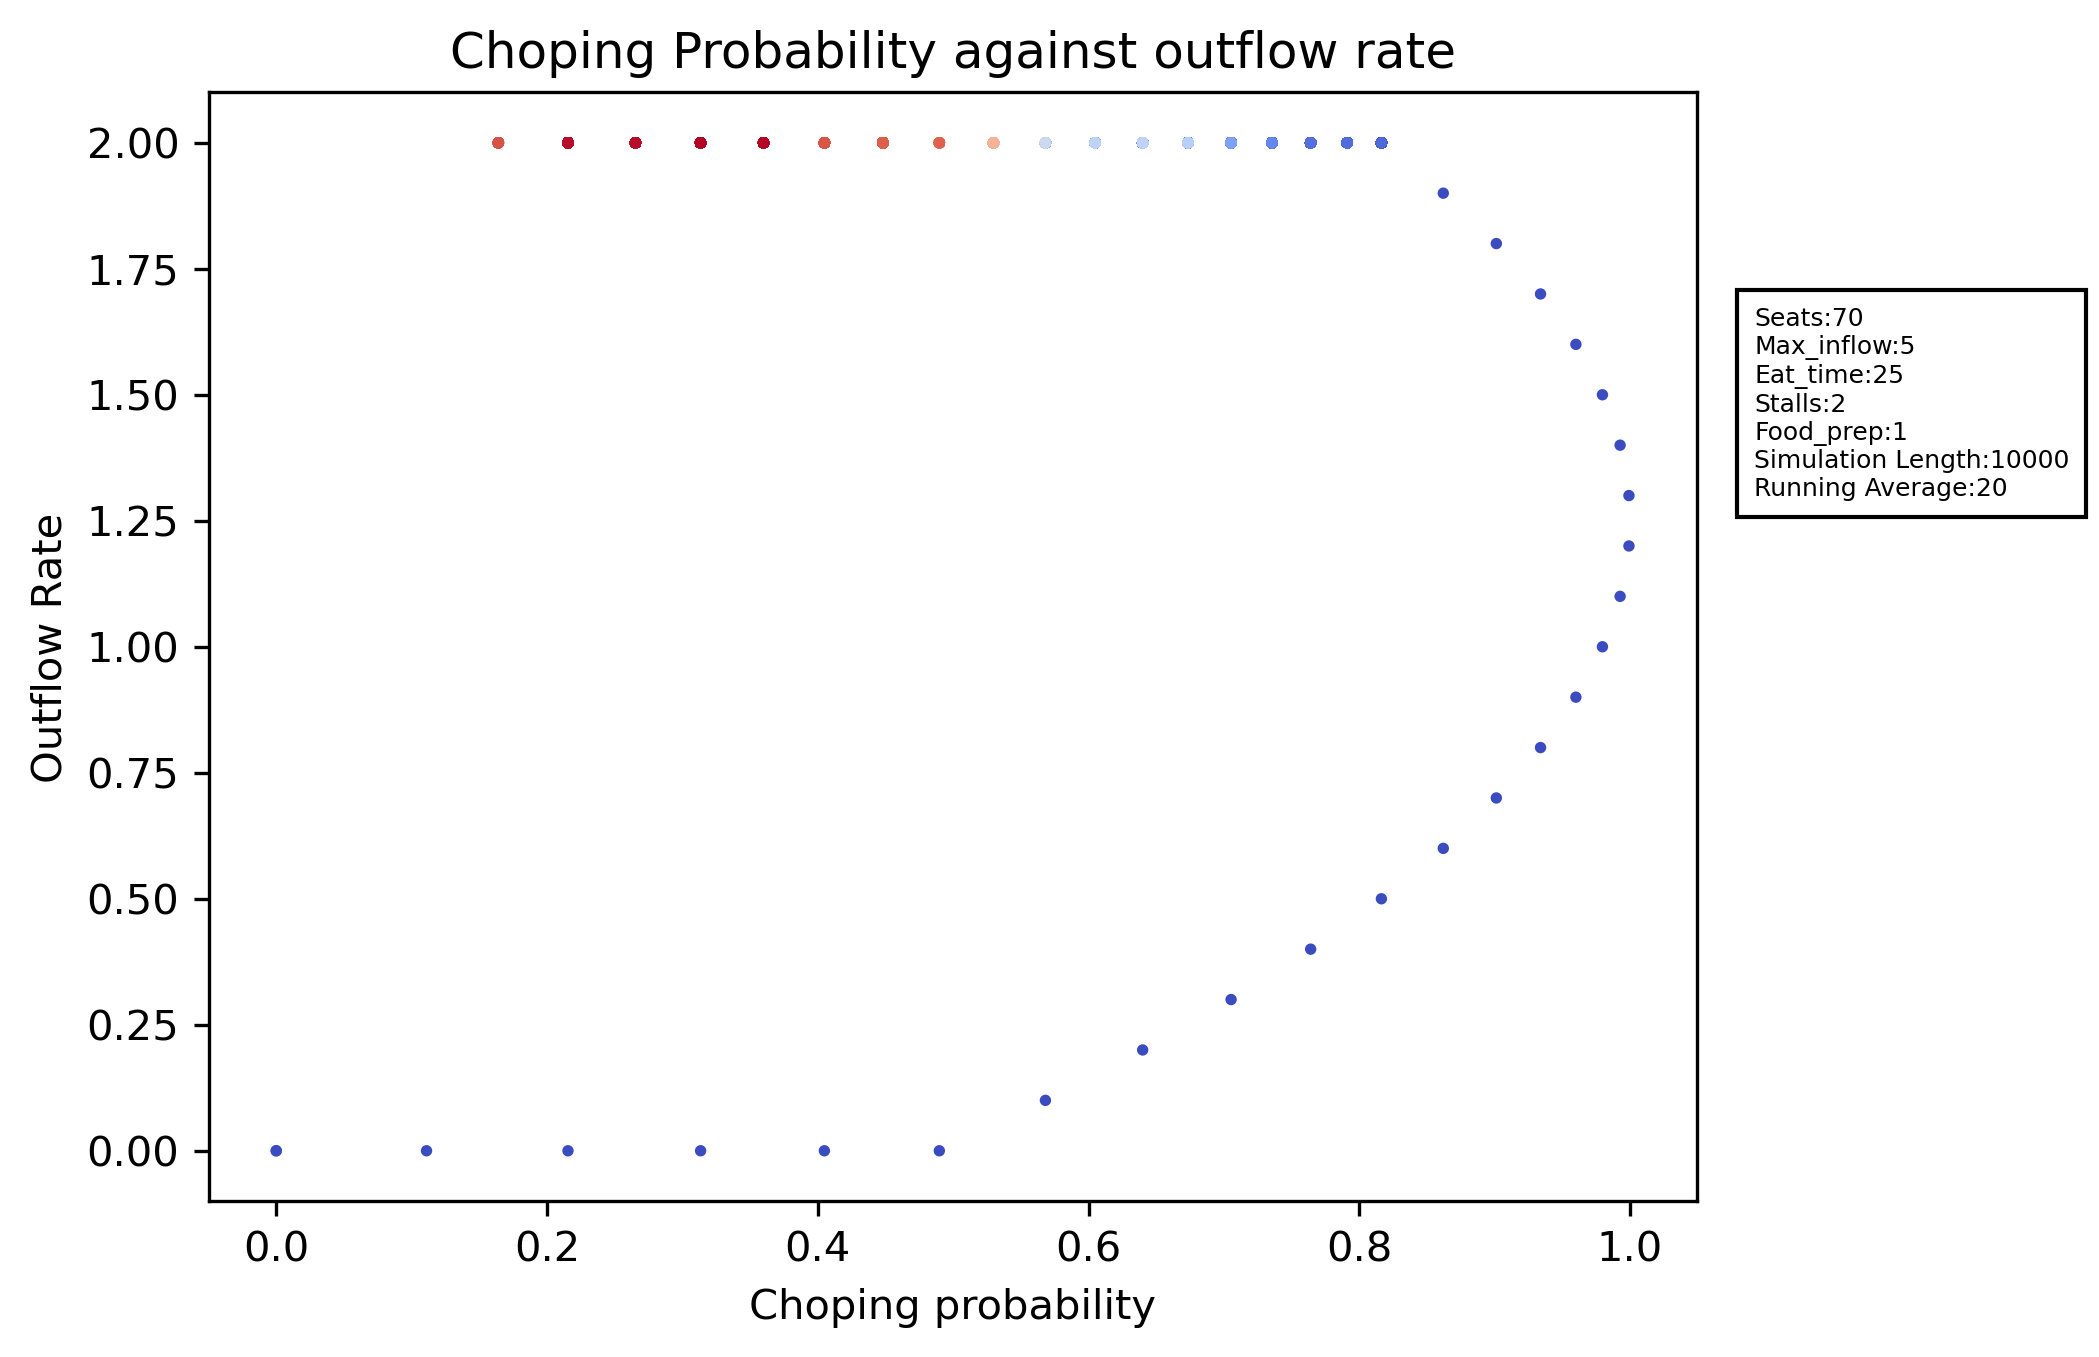 Choping Probability against outflow rate
2.00
1.75
1.50
1.25
1.00
0.75
0.50
0.25
0.00
Outflow Rate
0.0 0.2 0.4 0.6 0.8 1.0
Choping probability
Seats:70
Max_inflow:5
Eat_time:25
Stalls:2
Food_prep:1
Simulation Length:10000
Running Average:20